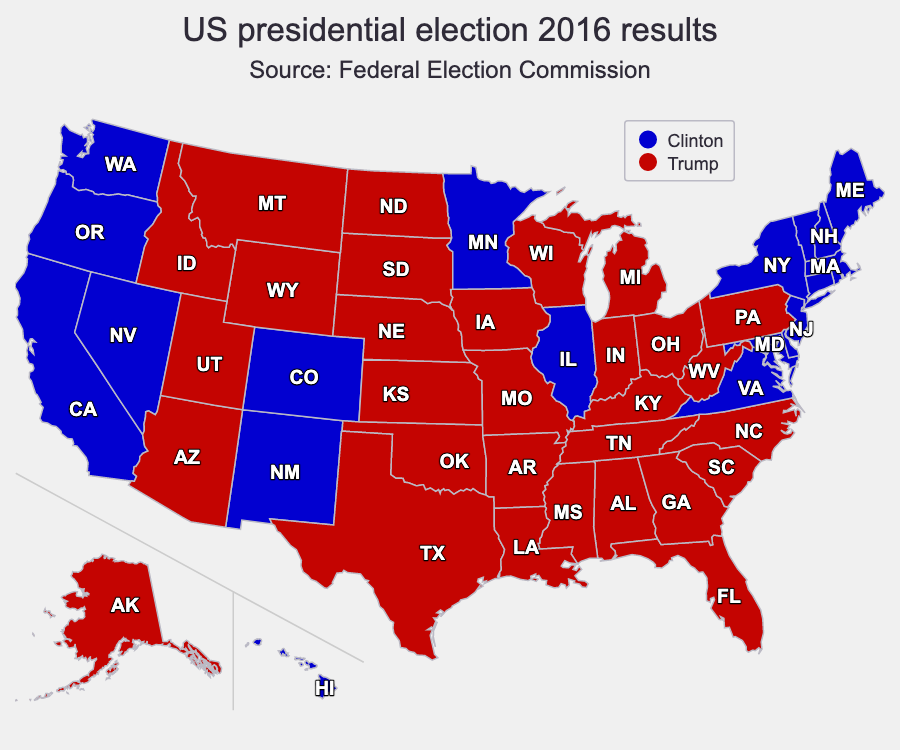 US presidential election 2016 results
Source: Federal Election Commission
Clinton
Trump
WA
ME
MT
ND
OR
NH
MN
WI
ID
NY
MA
SD
MI
WY
PA
IA
NJ
NE
NV
OH
MD
IN
IL
UT
WV
CO
VA
KS
MO
KY
CA
NC
TN
AZ
OK
AR
SC
NM
GA
AL
MS
LA
TX
FL
AK
HI